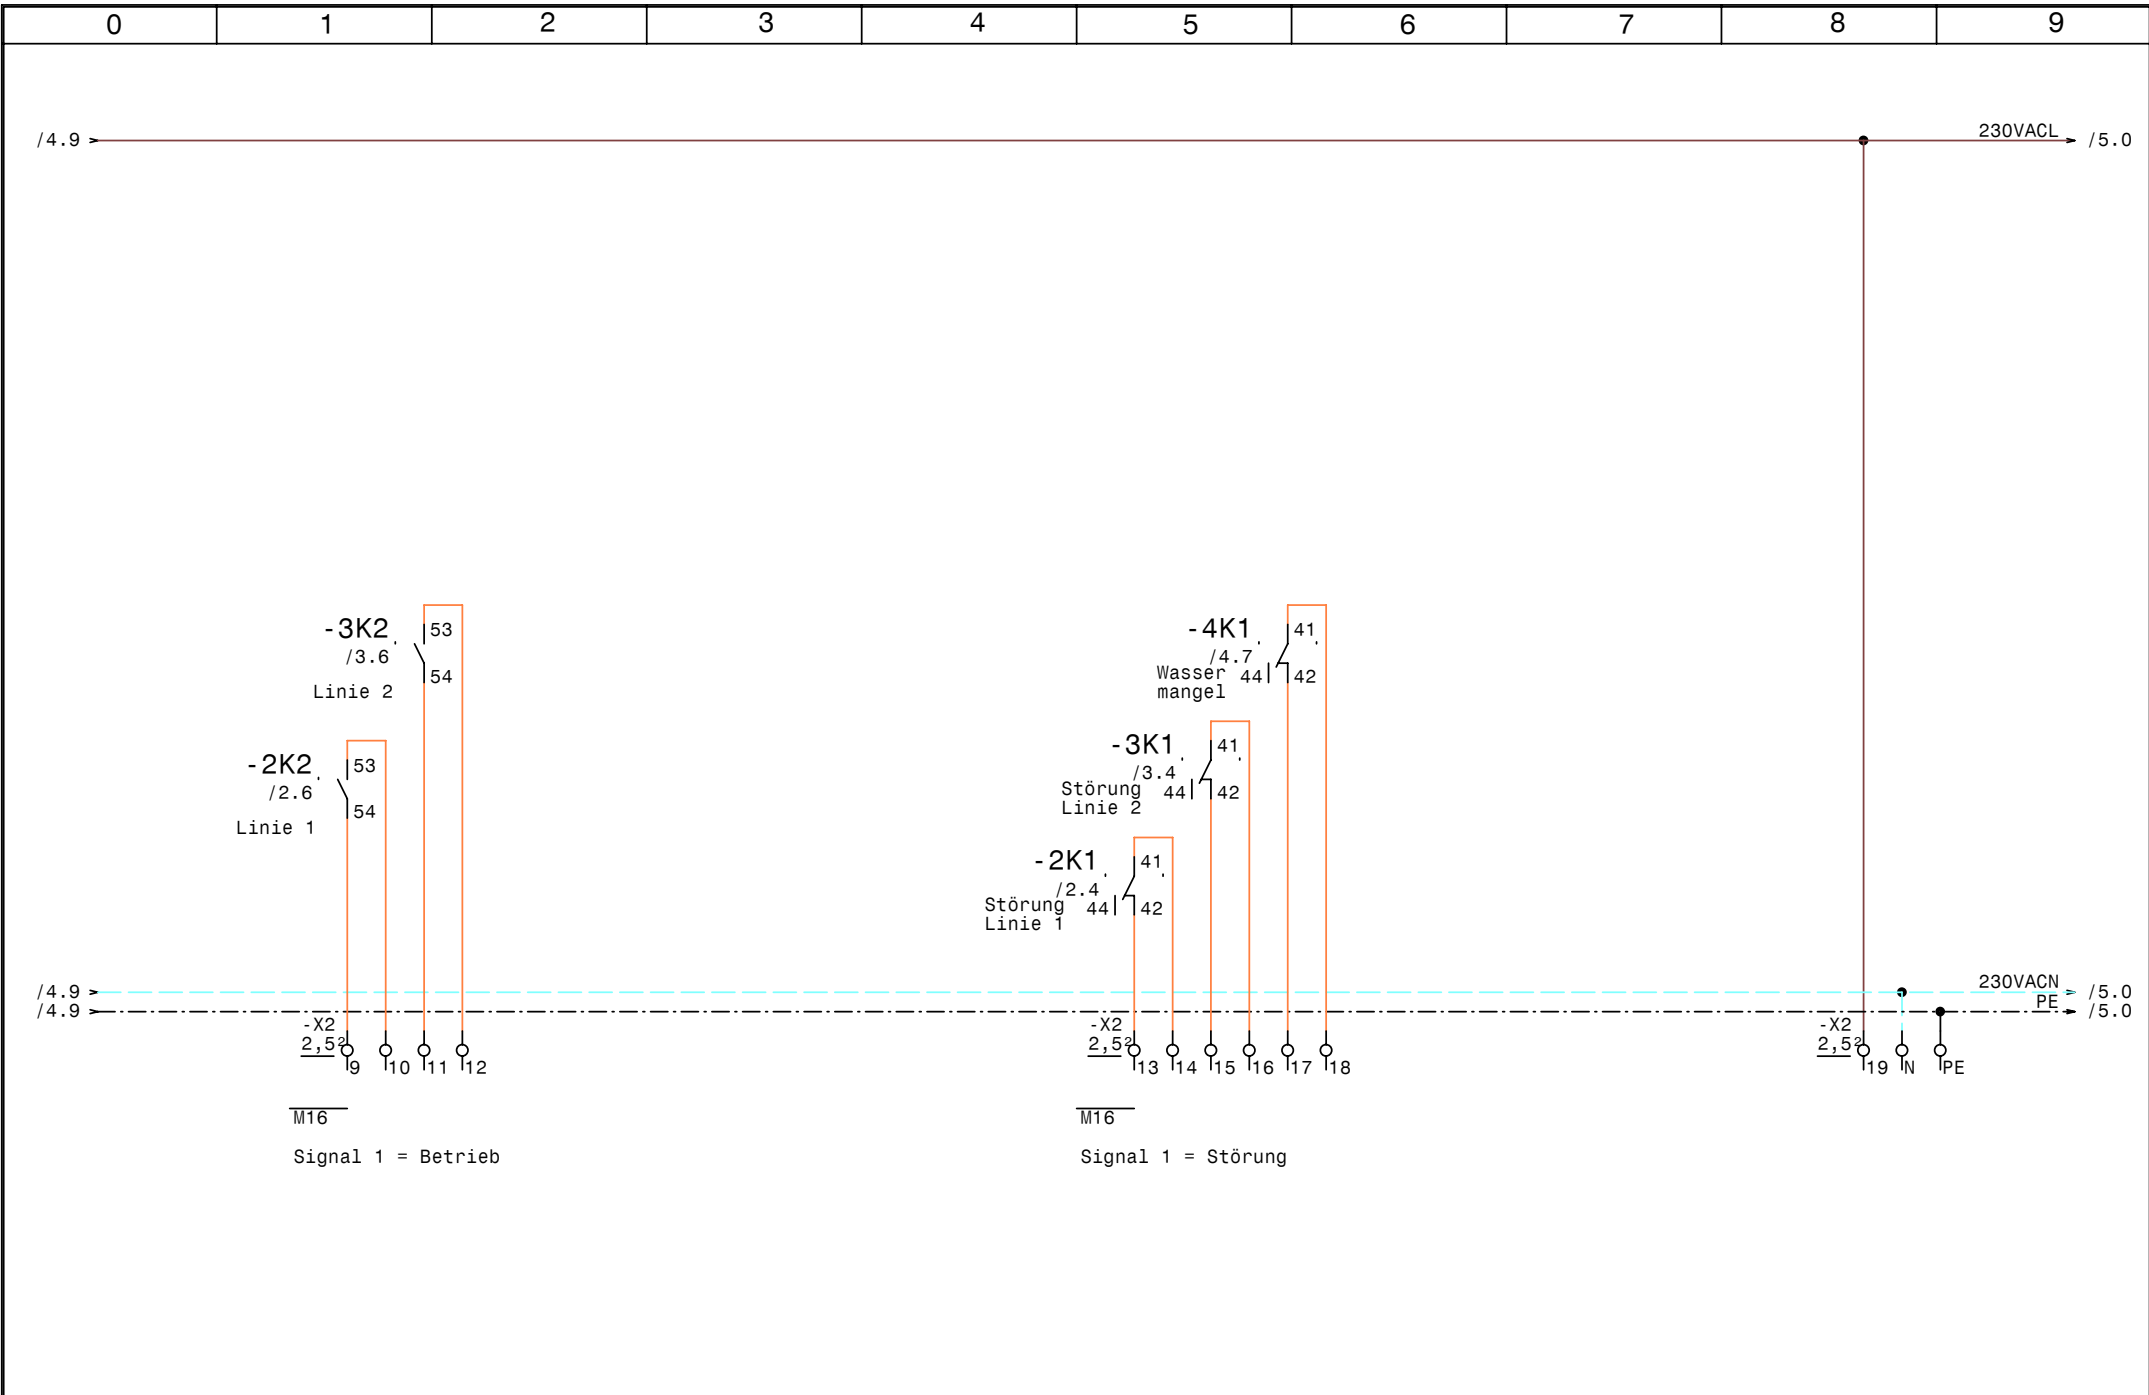 0 1 2 3 4 5 6 7 8 9
/4.9 230VACL /5.0
-3K2 53
/3.6
54
Linie 2
-4K1 41
/4.7
Wasser 44 42
mangel
-2K2 53
/2.6
54
Linie 1
-3K1 41
/3.4
Störung 44 42
Linie 2
-2K1 41
/2.4
Störung 44 42
Linie 1
/4.9 230VACN /5.0
/4.9 PE /5.0
-X2
2,5²
9 10 11 12
M16
Signal 1 = Betrieb
-X2
2,5²
13 14 15 16 17 18
M16
Signal 1 = Störung
-X2
2,5²
19 N PE